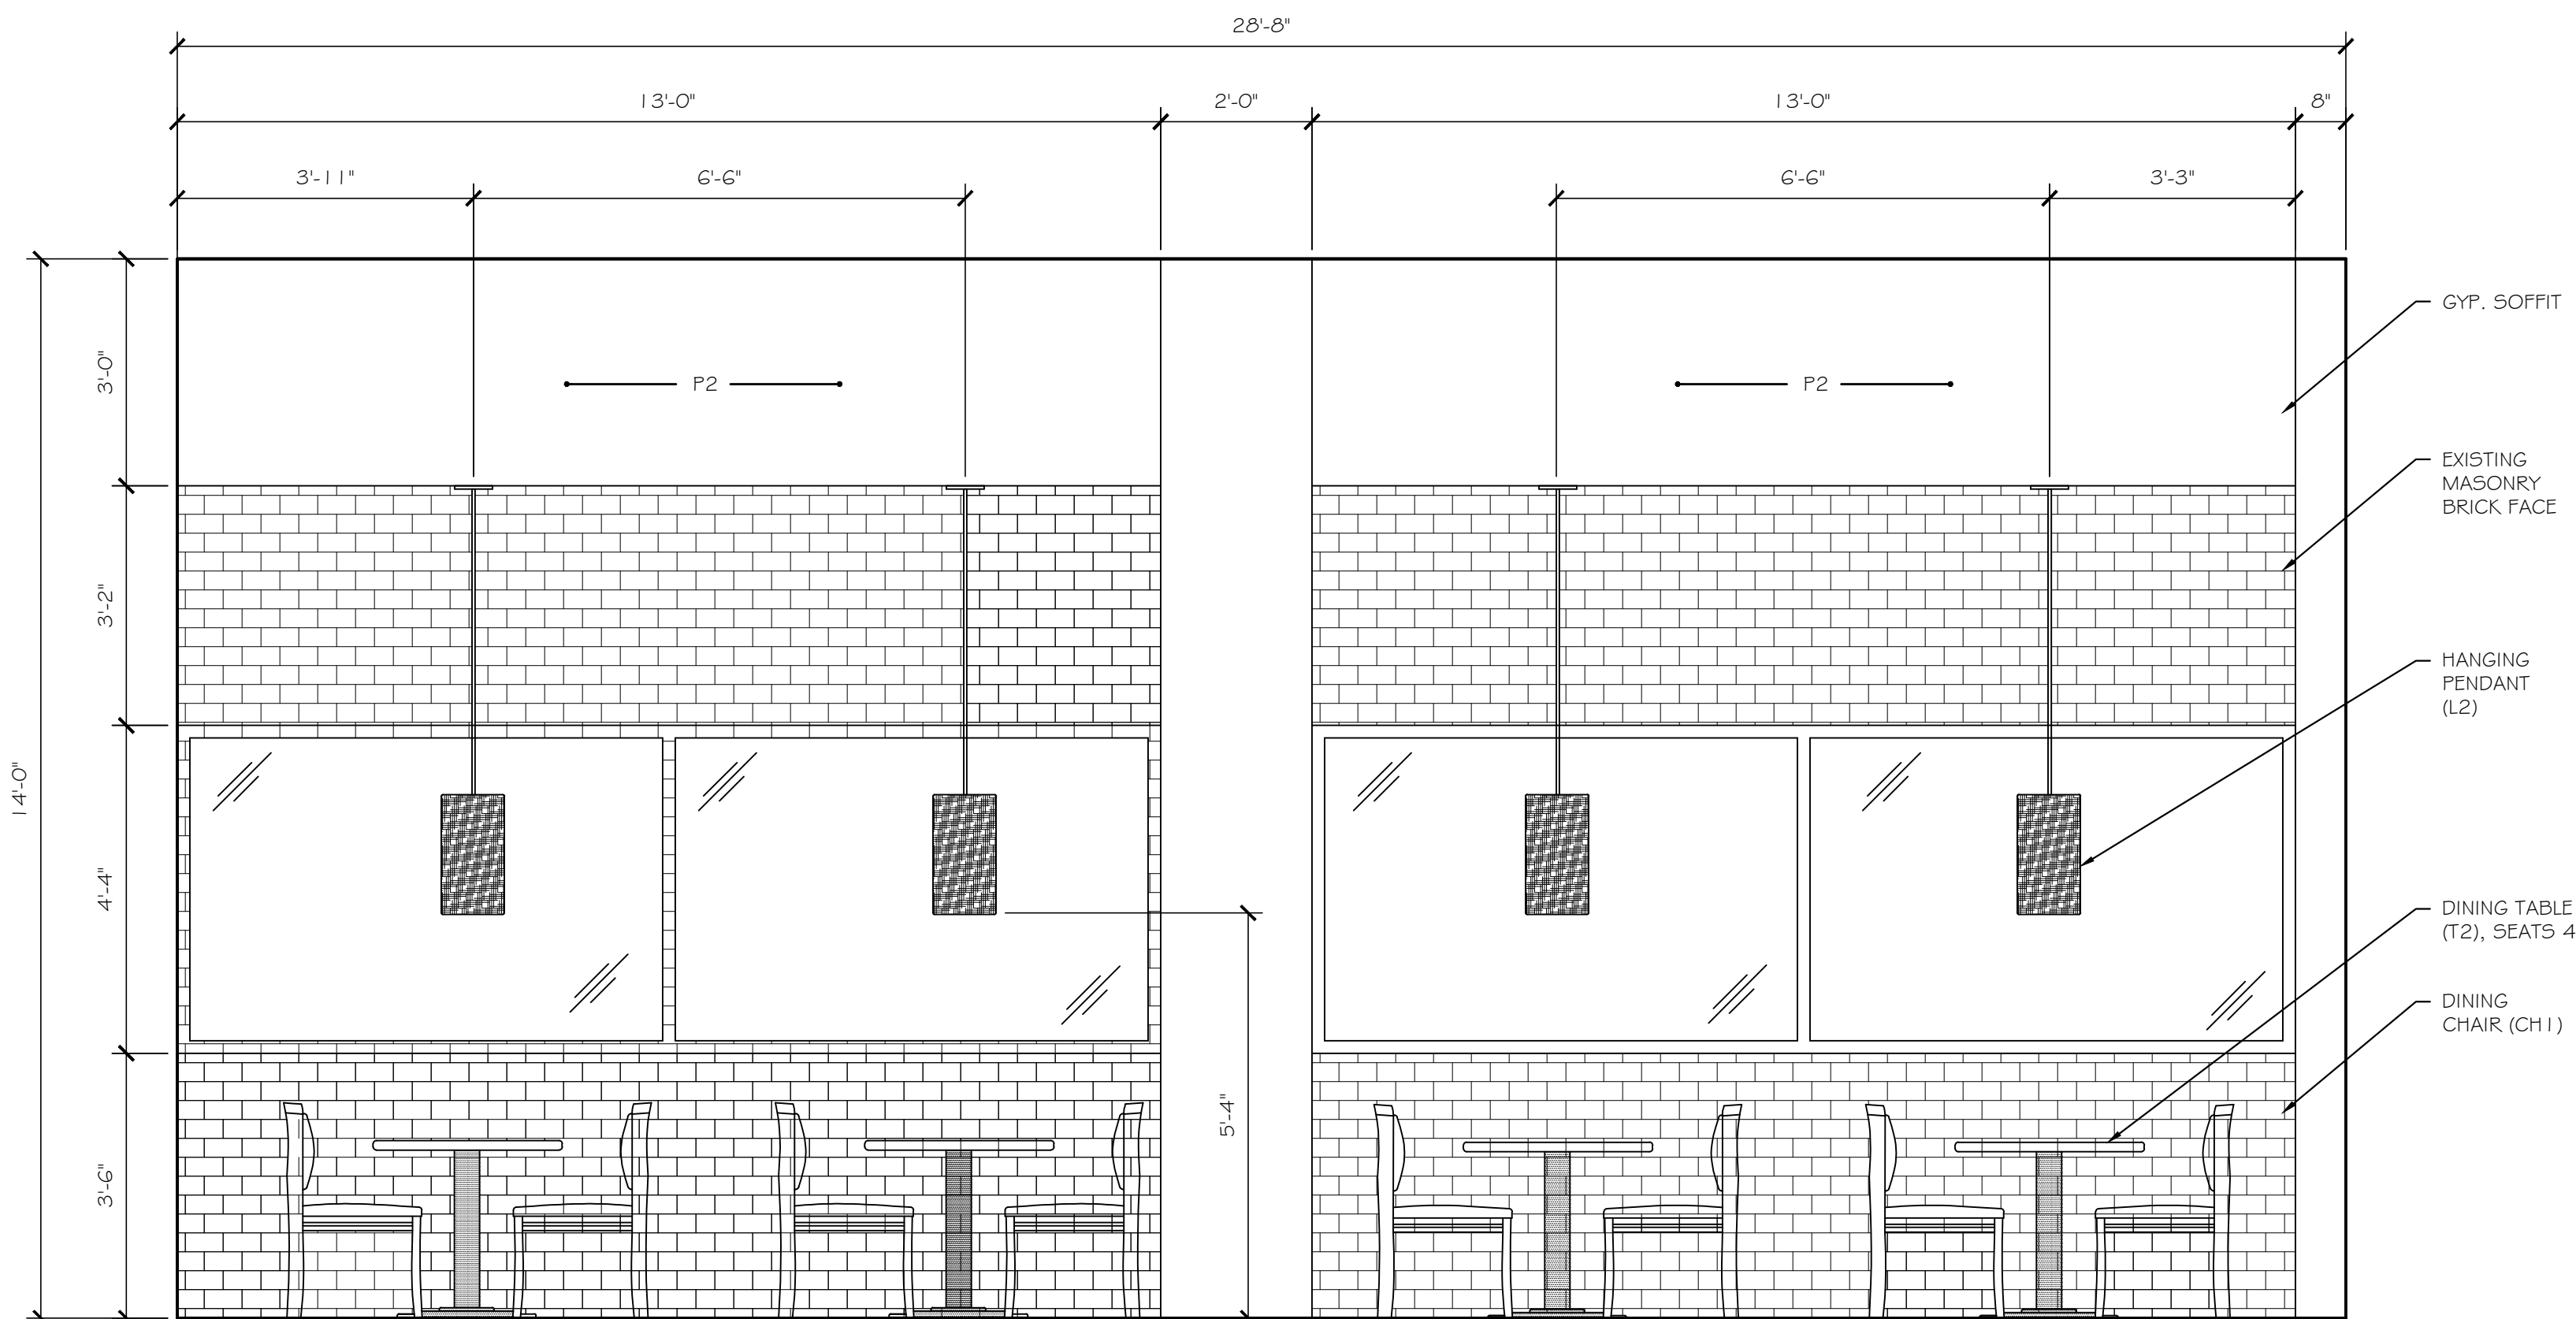 28'-8"
13'-0"
2'-0"
13'-0"
8"
3'-11"
6'-6"
6'-6"
3'-3"
GYP. SOFFIT
3'-0"
P2
P2
EXISTING
MASONRY
BRICK FACE
3'-2"
HANGING
PENDANT
(L2)
14'-0"
4'-4"
DINING TABLE
(T2), SEATS 4
DINING
CHAIR (CH1)
5'-4"
3'-6"